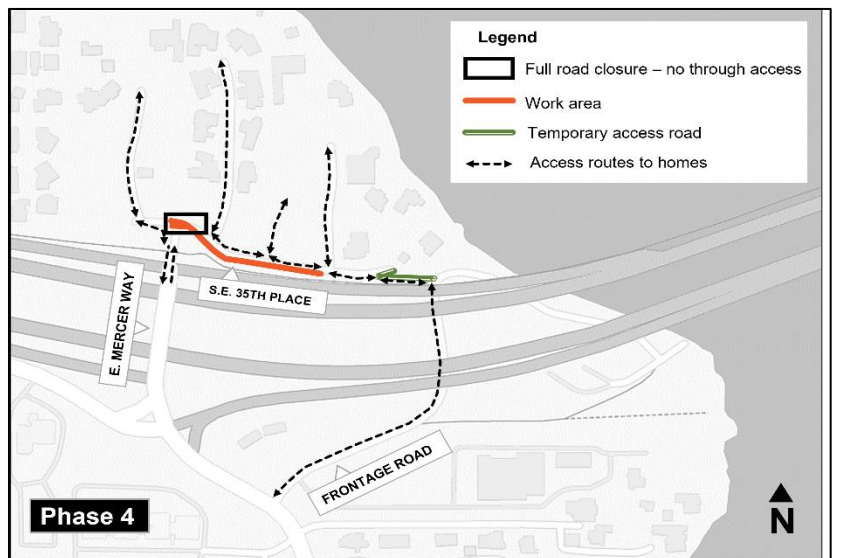 Legend
Full road closure – no through access
Work area
Temporary access road
Access routes to homes
S.E. 35TH PLACE
E. MERCER WAY
FRONTAGE ROAD
Phase 4
N